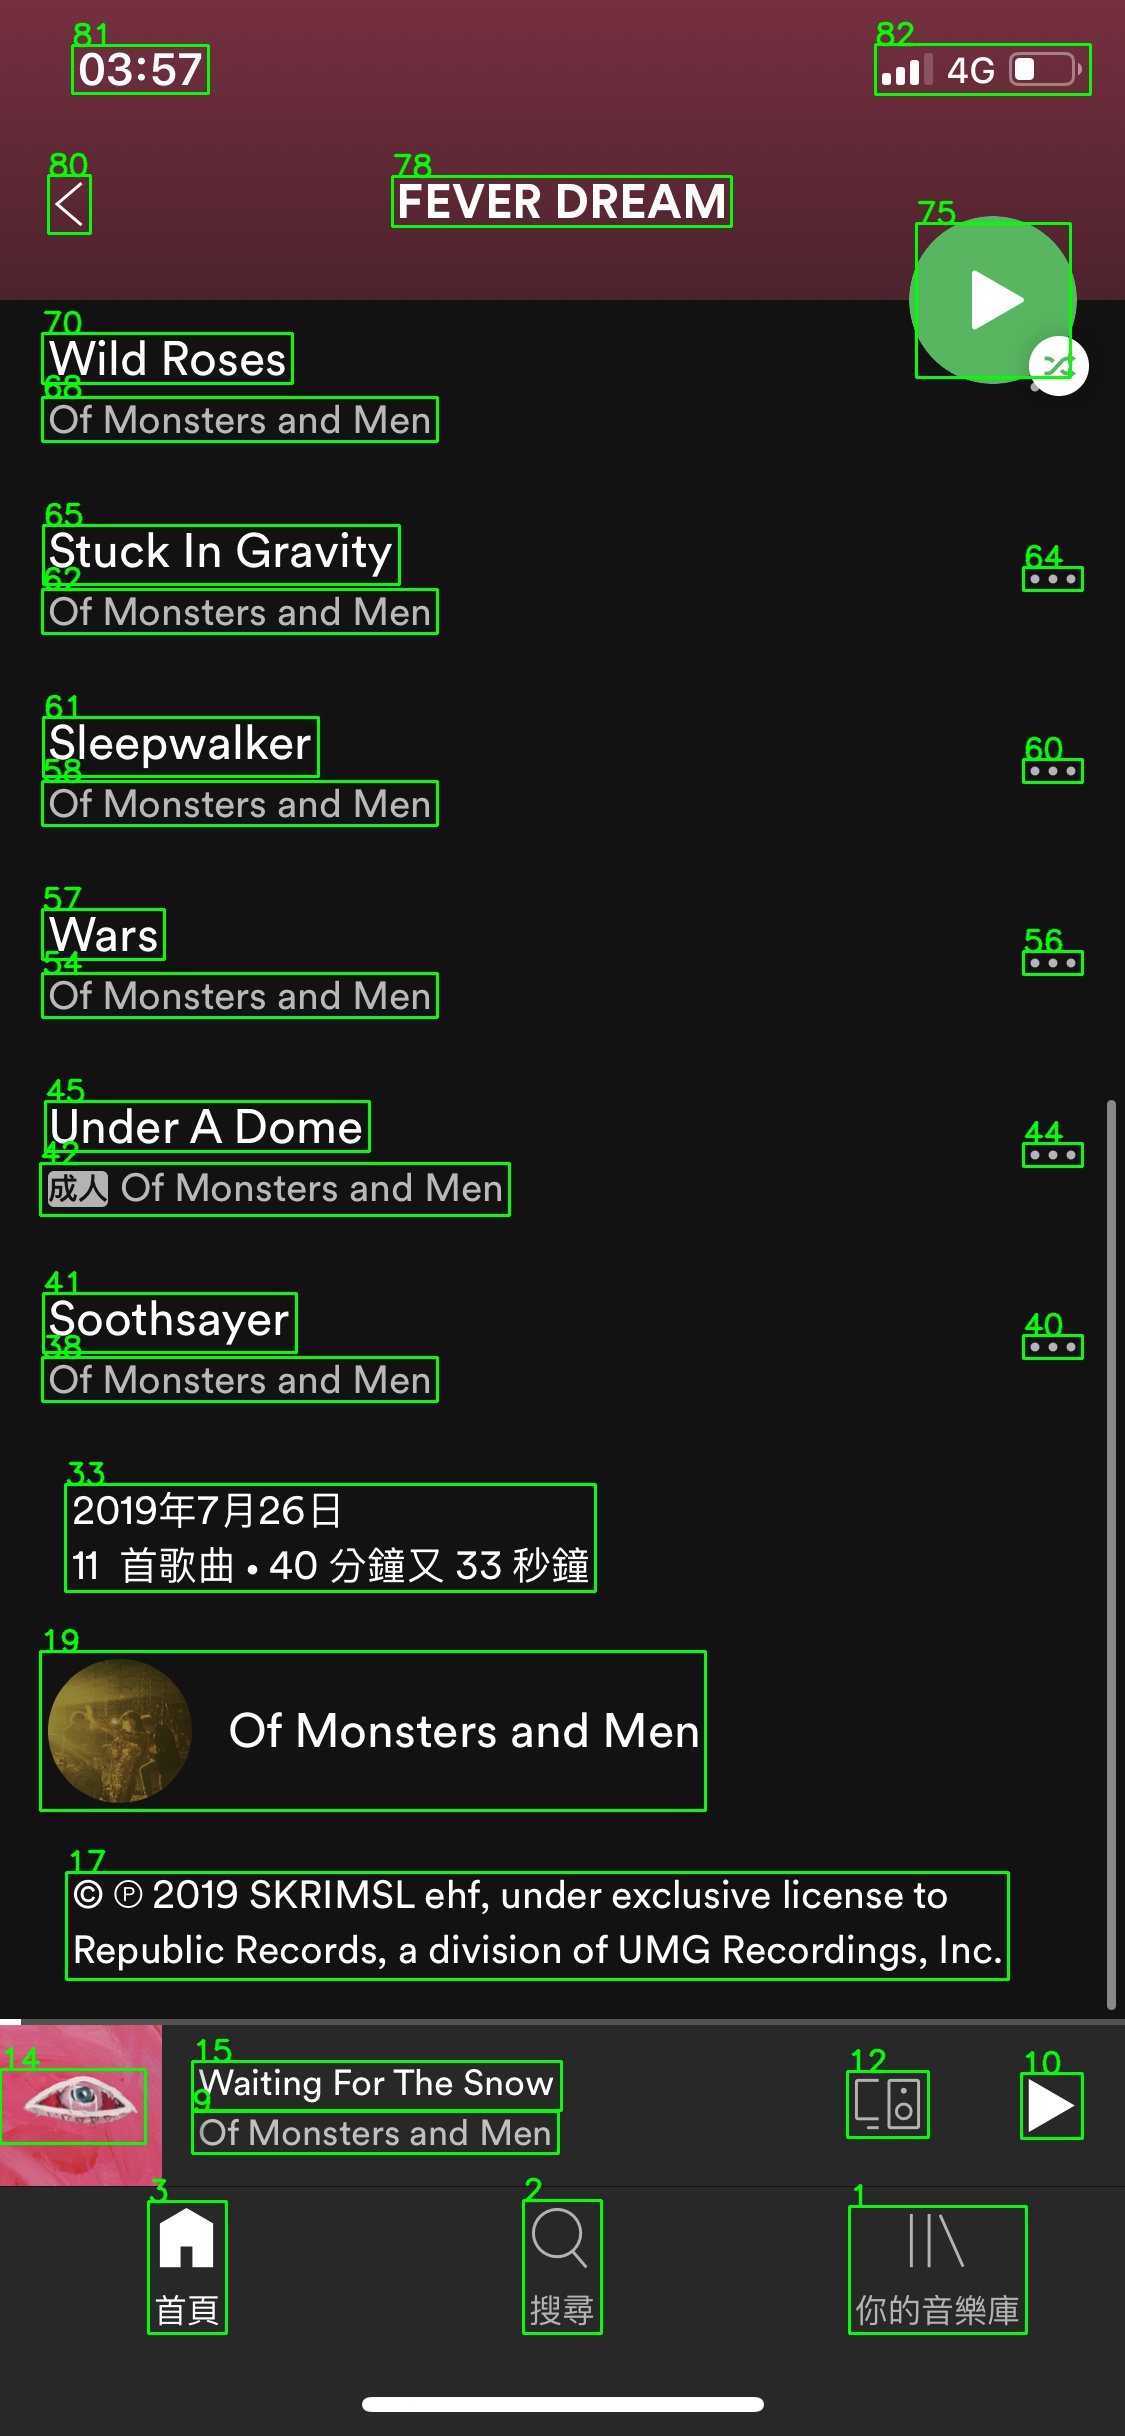 03:57
4G
FEVER DREAM
Wild Roses
Of Monsters and Men
Stuck In Gravity
Of Monsters and Men
Sleepwalker
Of Monsters and Men
Wars
Of Monsters and Men
Under A Dome
成人 Of Monsters and Men
Soothsayer
Of Monsters and Men
2019年7月26日
11 首歌曲 • 40 分鐘又 33 秒鐘
Of Monsters and Men
© ℗ 2019 SKRIMSL ehf, under exclusive license to
Republic Records, a division of UMG Recordings, Inc.
Waiting For The Snow
Of Monsters and Men
首頁
搜尋
你的音樂庫
81
82
80
78
75
70
68
65
64
62
61
60
58
57
56
54
45
44
42
41
40
38
33
19
17
15
14
12
10
9
3
2
1